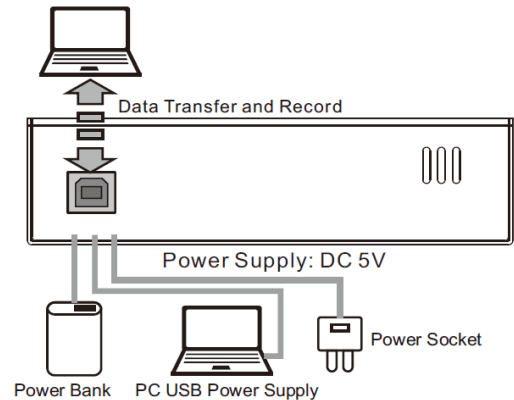 Data Transfer and Record
Power Supply: DC 5V
Power Socket
Power Bank
PC USB Power Supply